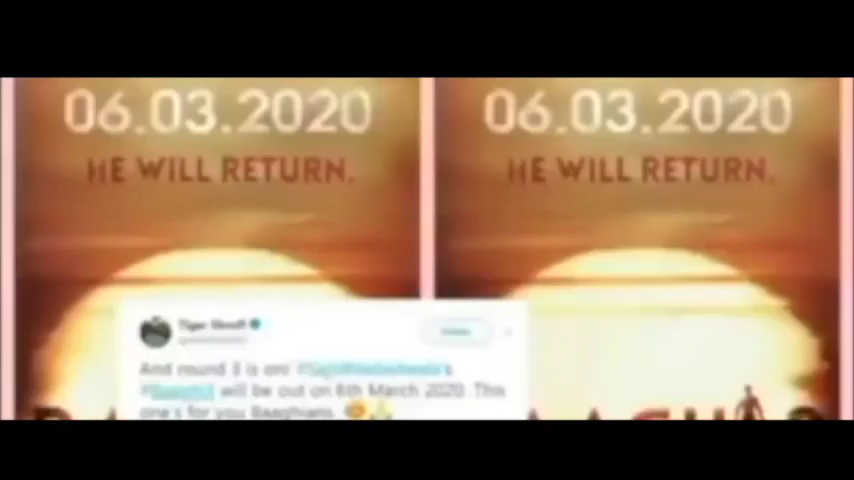 06.03.2020
HE WILL RETURN.
06.03.2020
HE WILL RETURN.
Tiger Shroff
And round 3 is on!
will be out on 6th March 2020. This
one's for you Baaghians.